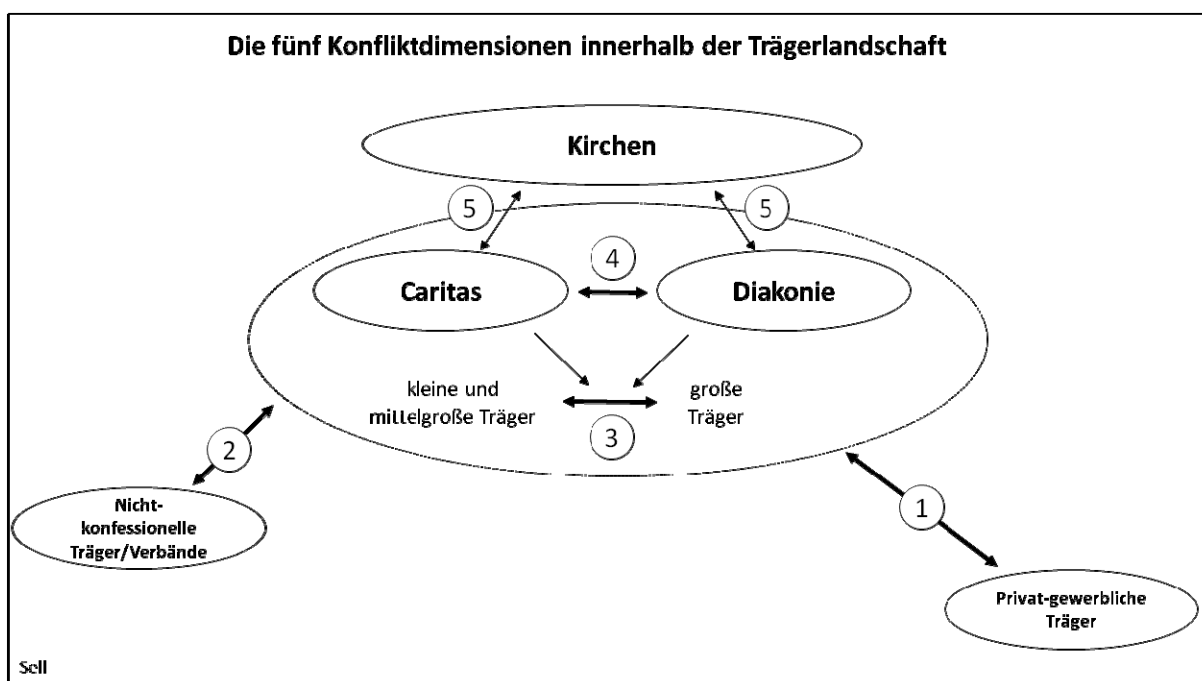 Die fünf Konfliktdimensionen innerhalb der Trägerlandschaft
Kirchen
5
5
4
Caritas
Diakonie
kleine und
mittelgroße Träger
große
Träger
3
2
1
Nicht-
konfessionelle
Träger/Verbände
Privat-gewerbliche
Träger
Sell